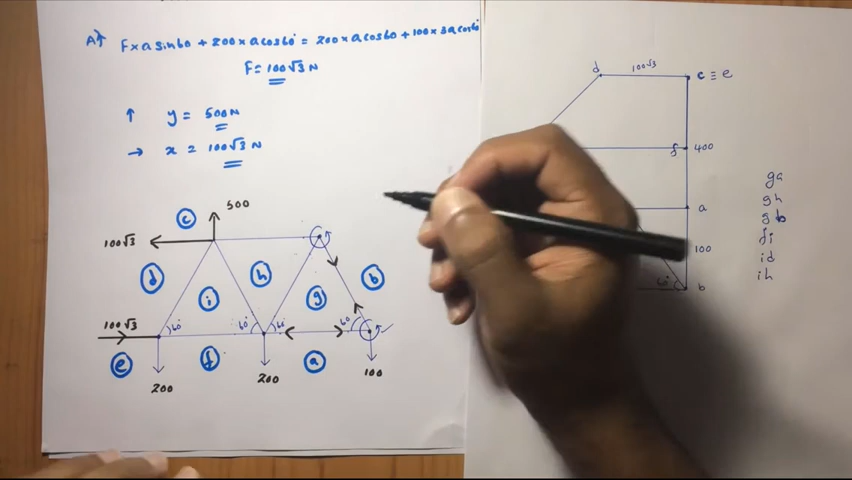 A↑ F × a sin60 + 200 × a cos60° = 200 × a cos60 + 100 × 3a cos60°
F = 100√3 N
↑ y = 500N
→ x = 100√3 N
c 500
100√3
d i h g b
100√3 60° 60° 60° 60°
e f a
200 200 100
d 100√3 c ≡ e
f 400
a
100
60° b
ga
gh
gb
fi
id
ih